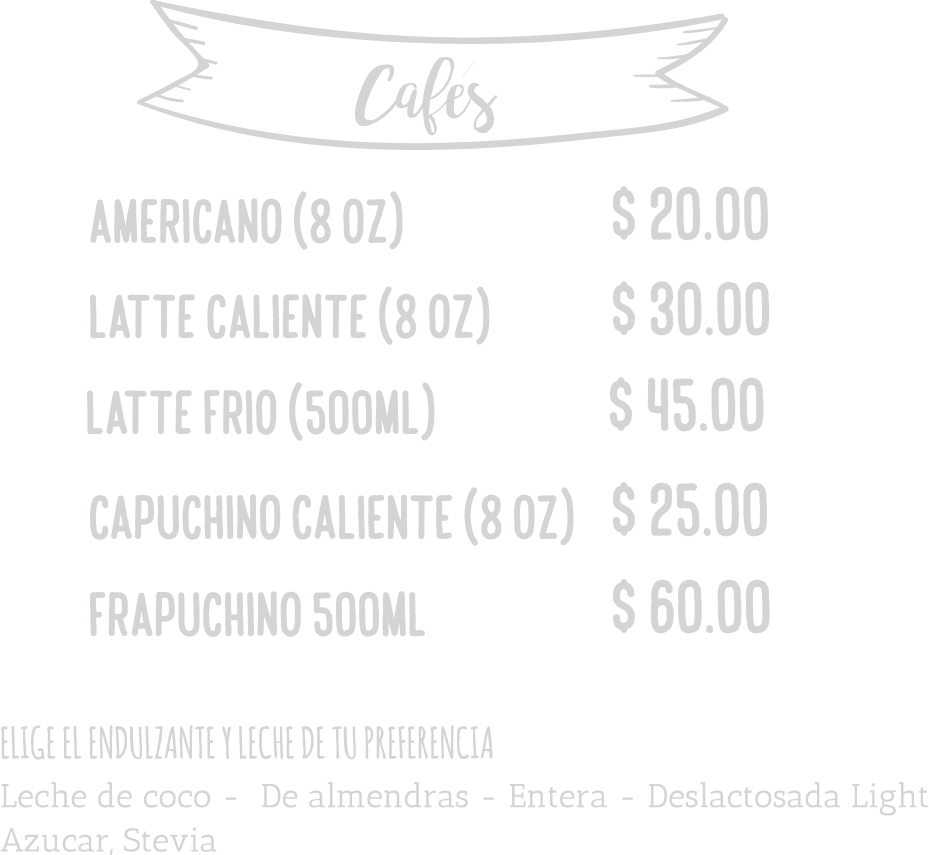 Cafés
AMERICANO (8 OZ) $ 20.00
LATTE CALIENTE (8 OZ) $ 30.00
LATTE FRIO (500ML) $ 45.00
CAPUCHINO CALIENTE (8 OZ) $ 25.00
FRAPUCHINO 500ML $ 60.00
ELIGE EL ENDULZANTE Y LECHE DE TU PREFERENCIA
Leche de coco - De almendras - Entera - Deslactosada Light
Azucar, Stevia